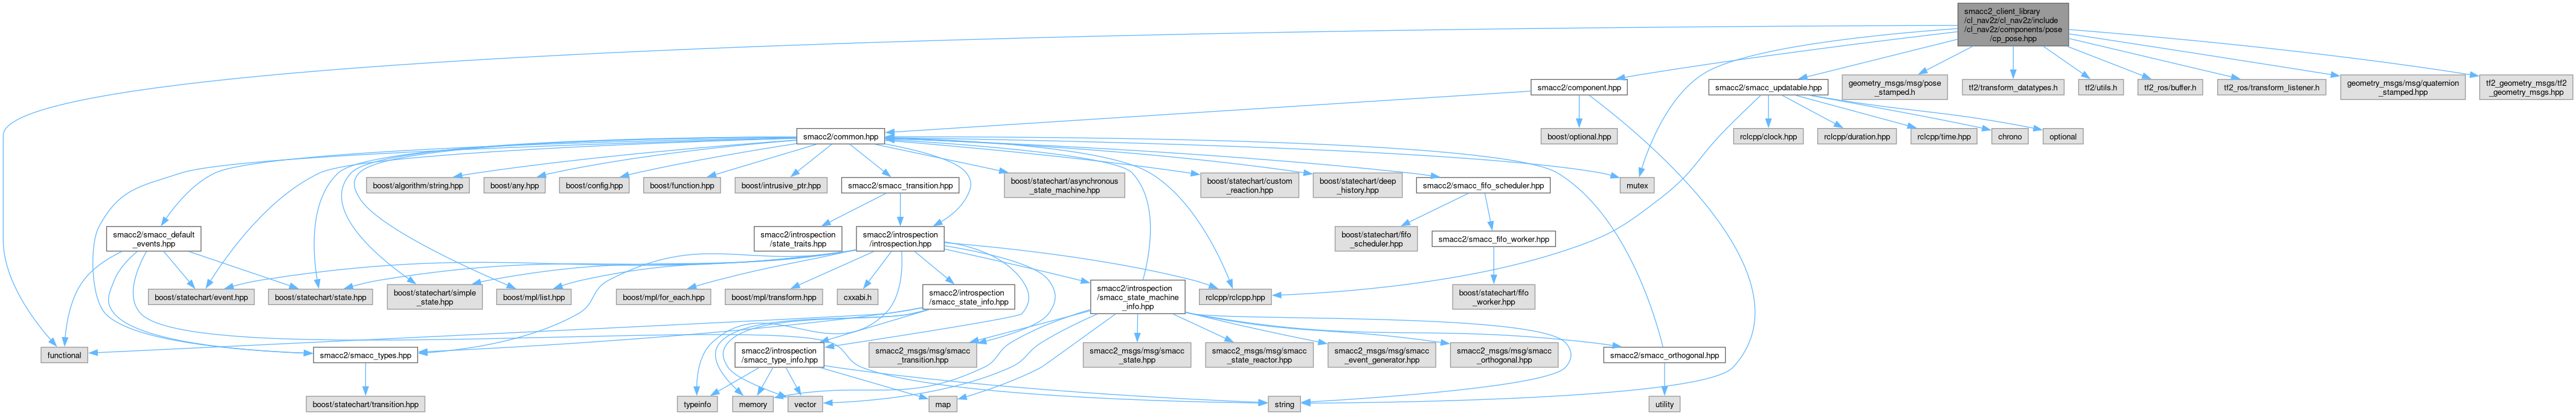 smacc2_client_library
/cl_nav2z/cl_nav2z/include
/cl_nav2z/components/pose
/cp_pose.hpp
smacc2/component.hpp
smacc2/smacc_updatable.hpp
geometry_msgs/msg/pose
_stamped.h
tf2/transform_datatypes.h
tf2/utils.h
tf2_ros/buffer.h
tf2_ros/transform_listener.h
geometry_msgs/msg/quaternion
_stamped.hpp
tf2_geometry_msgs/tf2
_geometry_msgs.hpp
smacc2/common.hpp
boost/optional.hpp
rclcpp/clock.hpp
rclcpp/duration.hpp
rclcpp/time.hpp
chrono
optional
boost/algorithm/string.hpp
boost/any.hpp
boost/config.hpp
boost/function.hpp
boost/intrusive_ptr.hpp
smacc2/smacc_transition.hpp
boost/statechart/asynchronous
_state_machine.hpp
boost/statechart/custom
_reaction.hpp
boost/statechart/deep
_history.hpp
smacc2/smacc_fifo_scheduler.hpp
mutex
smacc2/smacc_default
_events.hpp
smacc2/introspection
/state_traits.hpp
smacc2/introspection
/introspection.hpp
boost/statechart/fifo
_scheduler.hpp
smacc2/smacc_fifo_worker.hpp
boost/statechart/event.hpp
boost/statechart/state.hpp
boost/statechart/simple
_state.hpp
boost/mpl/list.hpp
boost/mpl/for_each.hpp
boost/mpl/transform.hpp
cxxabi.h
smacc2/introspection
/smacc_state_info.hpp
smacc2/introspection
/smacc_state_machine
_info.hpp
rclcpp/rclcpp.hpp
boost/statechart/fifo
_worker.hpp
functional
smacc2/smacc_types.hpp
smacc2/introspection
/smacc_type_info.hpp
smacc2_msgs/msg/smacc
_transition.hpp
smacc2_msgs/msg/smacc
_state.hpp
smacc2_msgs/msg/smacc
_state_reactor.hpp
smacc2_msgs/msg/smacc
_event_generator.hpp
smacc2_msgs/msg/smacc
_orthogonal.hpp
smacc2/smacc_orthogonal.hpp
boost/statechart/transition.hpp
typeinfo
memory
vector
map
string
utility